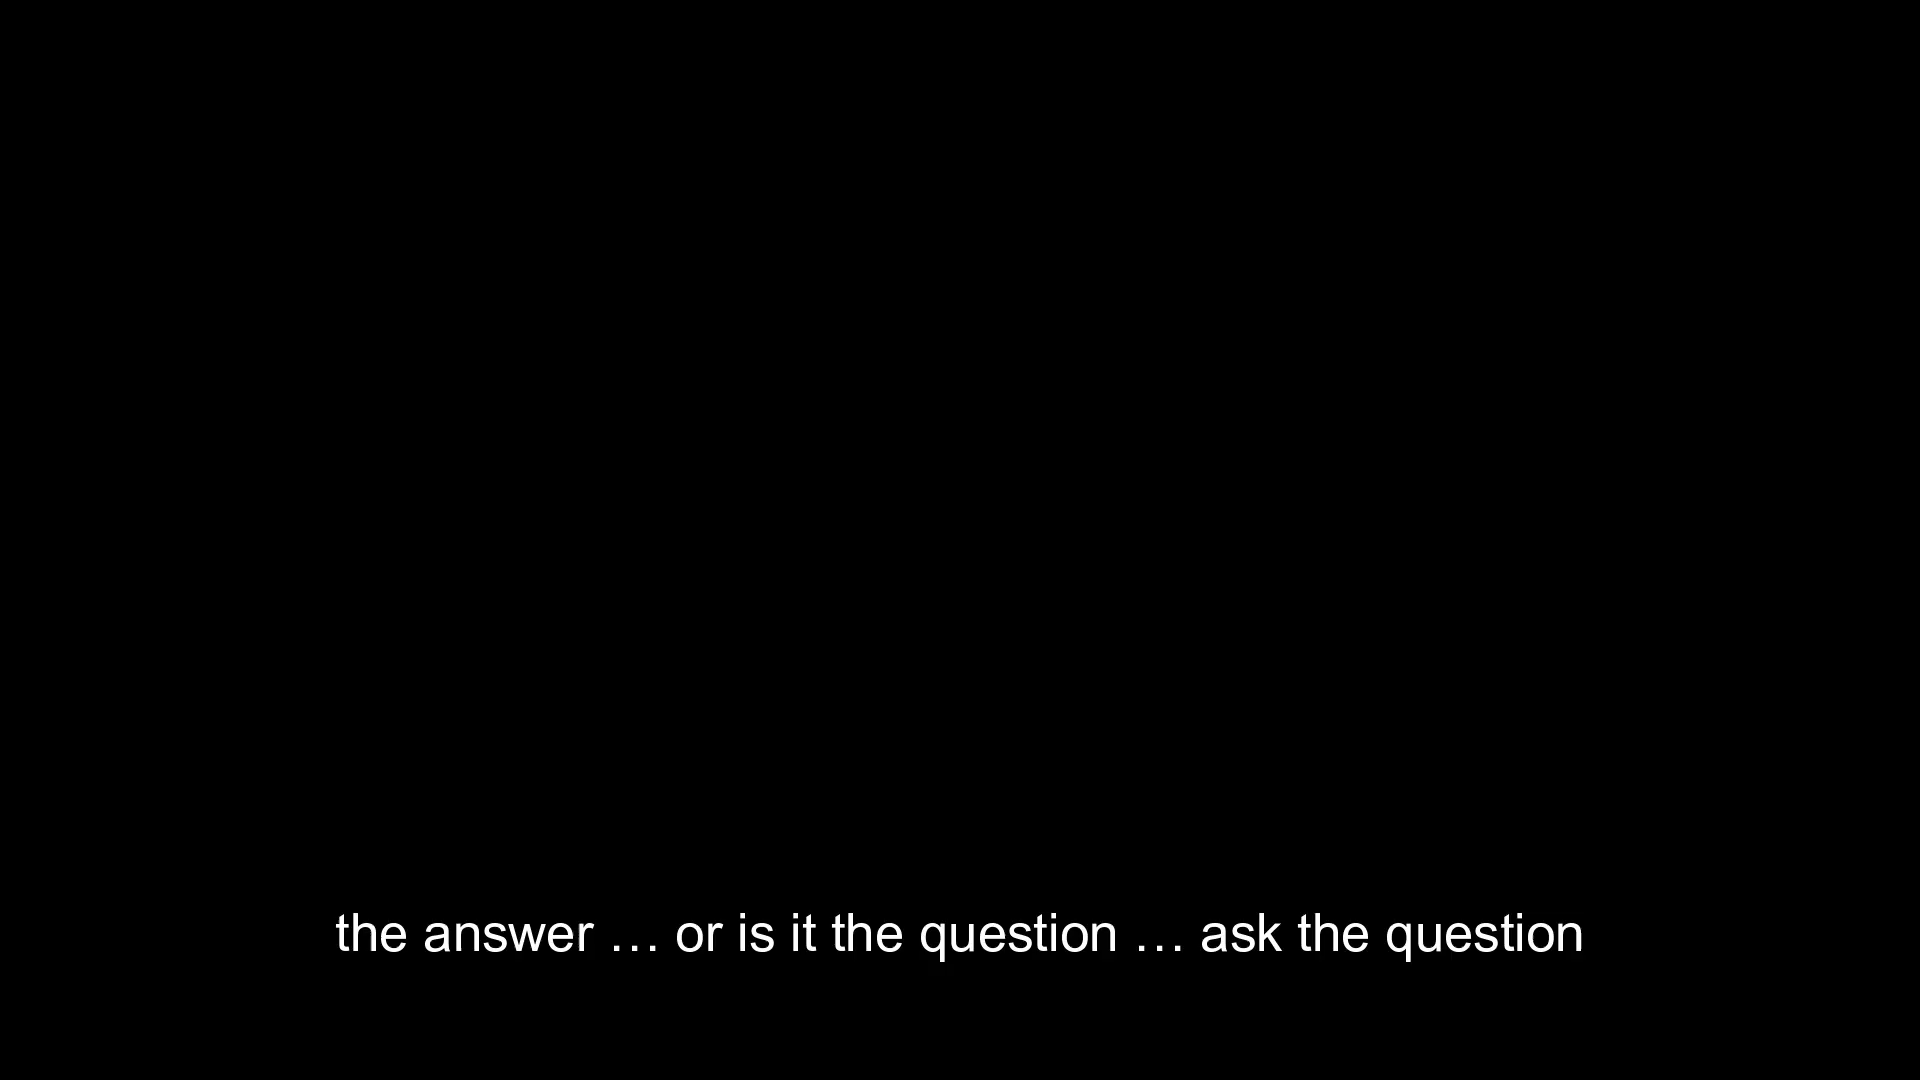 the answer … or is it the question … ask the question